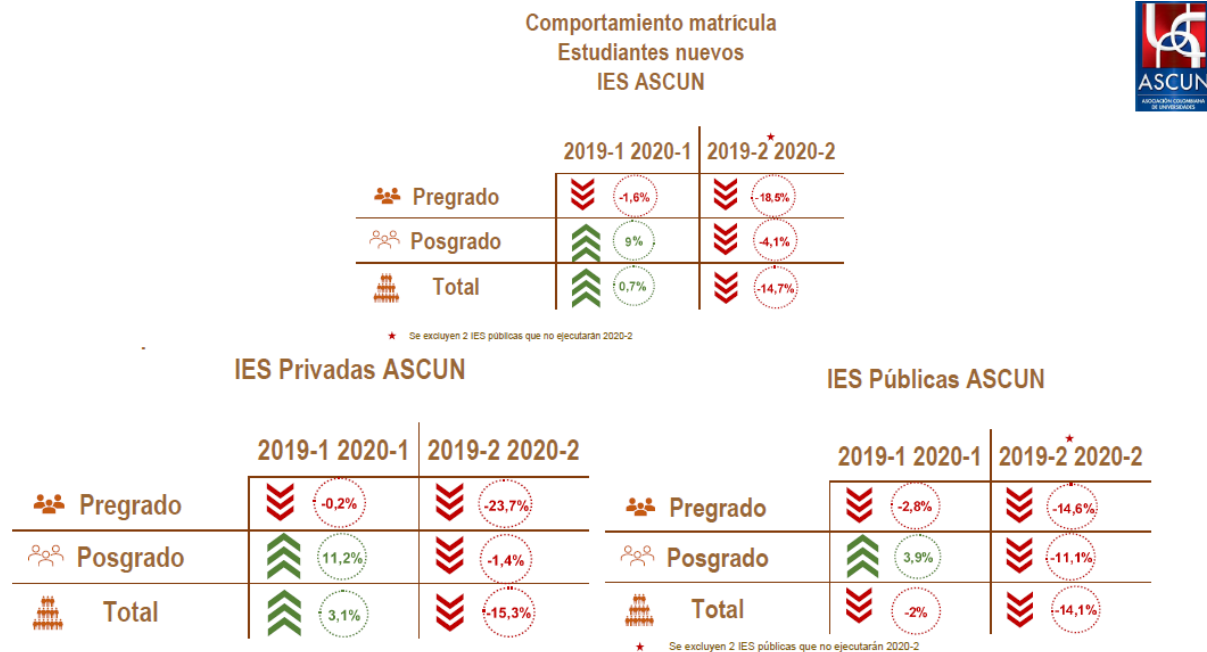 Comportamiento matrícula
Estudiantes nuevos
IES ASCUN
ASCUN
ASOCIACIÓN COLOMBIANA
DE UNIVERSIDADES
2019-1 2020-1 2019-2 2020-2
Pregrado -1,6% -18,5%
Posgrado 9% -4,1%
Total 0,7% -14,7%
Se excluyen 2 IES públicas que no ejecutarán 2020-2
IES Privadas ASCUN
2019-1 2020-1 2019-2 2020-2
Pregrado -0,2% -23,7%
Posgrado 11,2% -1,4%
Total 3,1% -15,3%
IES Públicas ASCUN
2019-1 2020-1 2019-2 2020-2
Pregrado -2,8% -14,6%
Posgrado 3,9% -11,1%
Total -2% -14,1%
Se excluyen 2 IES públicas que no ejecutarán 2020-2